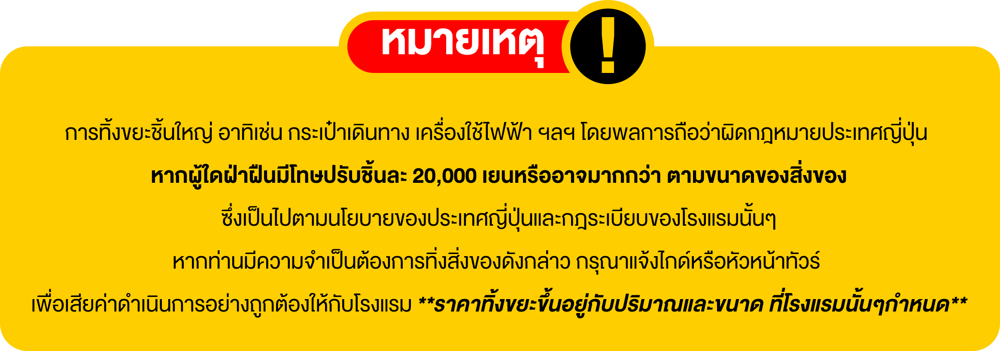 หมายเหตุ !
การทิ้งขยะชิ้นใหญ่ อาทิเช่น กระเป๋าเดินทาง เครื่องใช้ไฟฟ้า ฯลฯ โดยพลการถือว่าผิดกฎหมายประเทศญี่ปุ่น
หากผู้ใดฝ่าฝืนมีโทษปรับชิ้นละ 20,000 เยนหรืออาจมากกว่า ตามขนาดของสิ่งของ
ซึ่งเป็นไปตามนโยบายของประเทศญี่ปุ่นและกฎระเบียบของโรงแรมนั้นๆ
หากท่านมีความจำเป็นต้องการทิ่งสิ่งของดังกล่าว กรุณาแจ้งไกด์หรือหัวหน้าทัวร์
เพื่อเสียค่าดำเนินการอย่างถูกต้องให้กับโรงแรม **ราคาทิ้งขยะขึ้นอยู่กับปริมาณและขนาด ที่โรงแรมนั้นๆกำหนด**